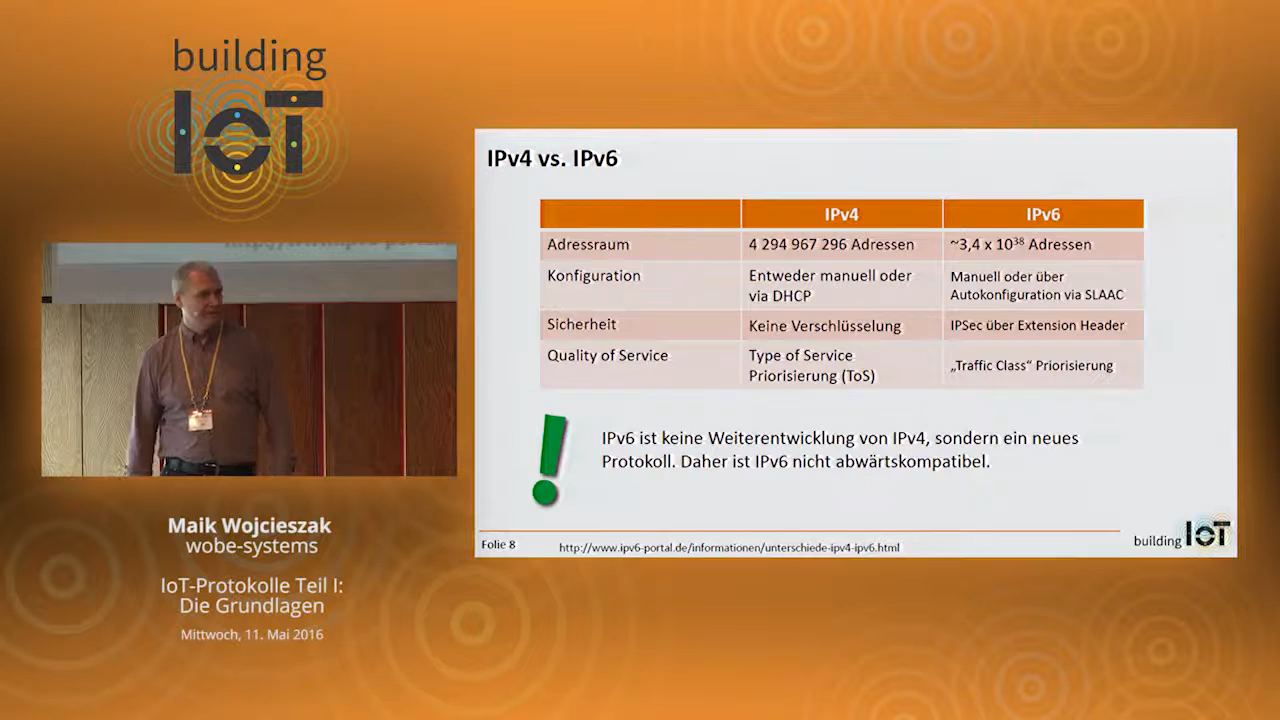 building
IoT
Maik Wojcieszak
wobe-systems
IoT-Protokolle Teil I:
Die Grundlagen
Mittwoch, 11. Mai 2016
IPv4 vs. IPv6
IPv4 IPv6
Adressraum 4 294 967 296 Adressen ~3,4 x 10³⁸ Adressen
Konfiguration Entweder manuell oder Manuell oder über
via DHCP Autokonfiguration via SLAAC
Sicherheit Keine Verschlüsselung IPSec über Extension Header
Quality of Service Type of Service „Traffic Class“ Priorisierung
Priorisierung (ToS)
IPv6 ist keine Weiterentwicklung von IPv4, sondern ein neues
Protokoll. Daher ist IPv6 nicht abwärtskompatibel.
Folie 8 http://www.ipv6-portal.de/informationen/unterschiede-ipv4-ipv6.html
building IoT